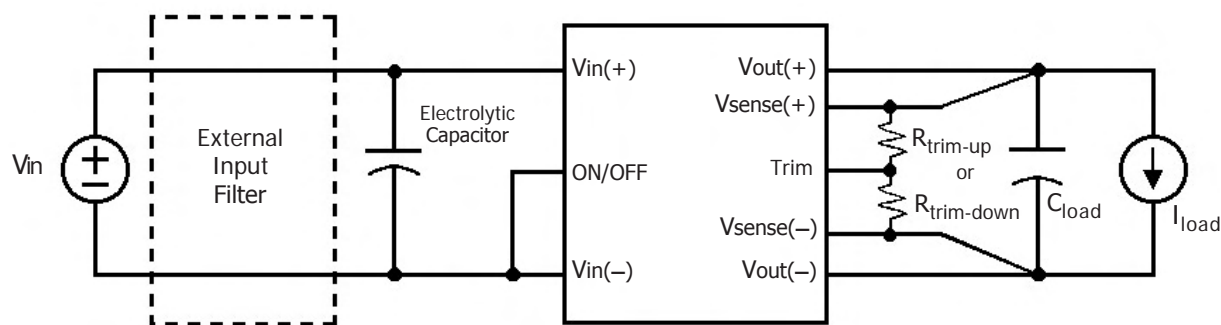 Vin
+
−
External
Input
Filter
Electrolytic
Capacitor
Vin(+)
ON/OFF
Vin(−)
Vout(+)
Vsense(+)
Trim
Vsense(−)
Vout(−)
Rtrim-up
or
Rtrim-down
Cload
Iload